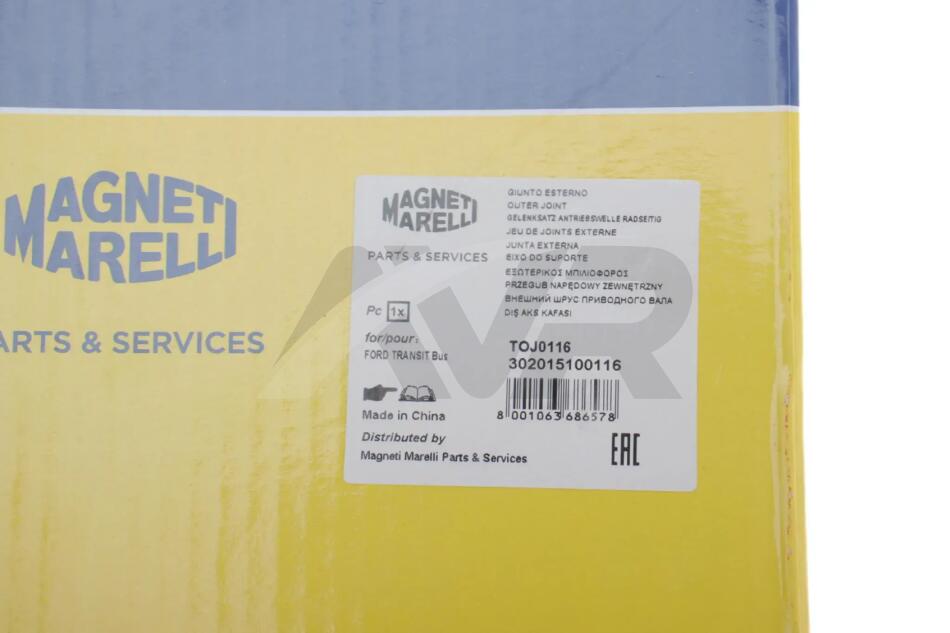 MAGNETI
MARELLI
ARTS & SERVICES
MAGNETI
MARELLI
PARTS & SERVICES
Pc 1x
for/pour:
FORD TRANSIT Bus
Made in China
Distributed by
Magneti Marelli Parts & Services
GIUNTO ESTERNO
OUTER JOINT
GELENKSATZ ANTRIEBSWELLE RADSEITIG
JEU DE JOINTS EXTERNE
JUNTA EXTERNA
EIXO DO SUPORTE
ΕΞΩΤΕΡΙΚΟΣ ΜΠΙΛΙΟΦΟΡΟΣ
PRZEGUB NAPĘDOWY ZEWNĘTRZNY
ВНЕШНИЙ ШРУС ПРИВОДНОГО ВАЛА
DIŞ AKS KAFASI
TOJ0116
302015100116
8 001063 686578
EAC
AVR